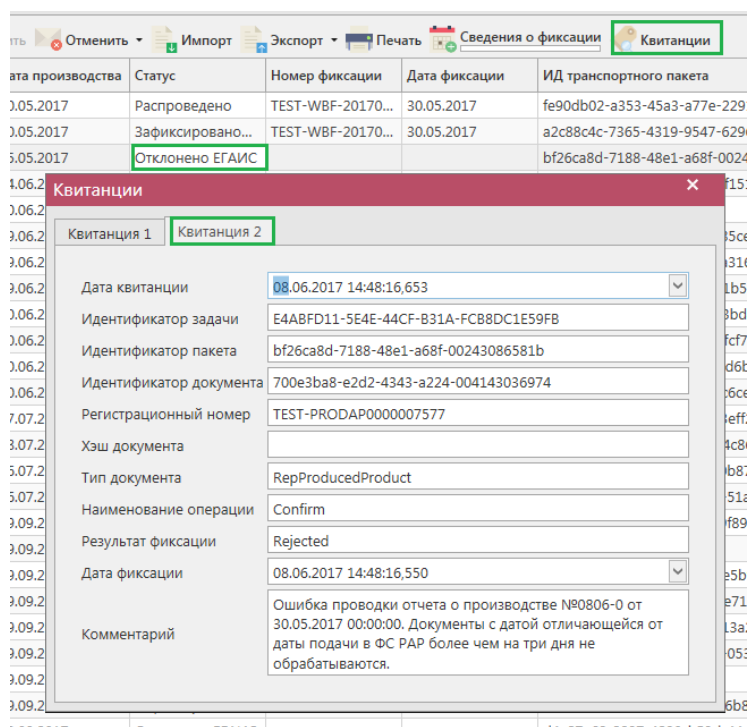 Отменить Импорт Экспорт Печать Сведения о фиксации Квитанции
производства Статус Номер фиксации Дата фиксации ИД транспортного пакета
.05.2017 Распроведено TEST-WBF-20170... 30.05.2017 fe90db02-a353-45a3-a77e-229
.05.2017 Зафиксировано... TEST-WBF-20170... 30.05.2017 a2c88c4c-7365-4319-9547-629
.05.2017 Отклонено ЕГАИС bf26ca8d-7188-48e1-a68f-0024
Квитанции
Квитанция 1 Квитанция 2
Дата квитанции 08.06.2017 14:48:16,653
Идентификатор задачи E4ABFD11-5E4E-44CF-B31A-FCB8DC1E59FB
Идентификатор пакета bf26ca8d-7188-48e1-a68f-00243086581b
Идентификатор документа 700e3ba8-e2d2-4343-a224-004143036974
Регистрационный номер TEST-PRODAP0000007577
Хэш документа
Тип документа RepProducedProduct
Наименование операции Confirm
Результат фиксации Rejected
Дата фиксации 08.06.2017 14:48:16,550
Комментарий
Ошибка проводки отчета о производстве №0806-0 от
30.05.2017 00:00:00. Документы с датой отличающейся от
даты подачи в ФС РАР более чем на три дня не
обрабатываются.